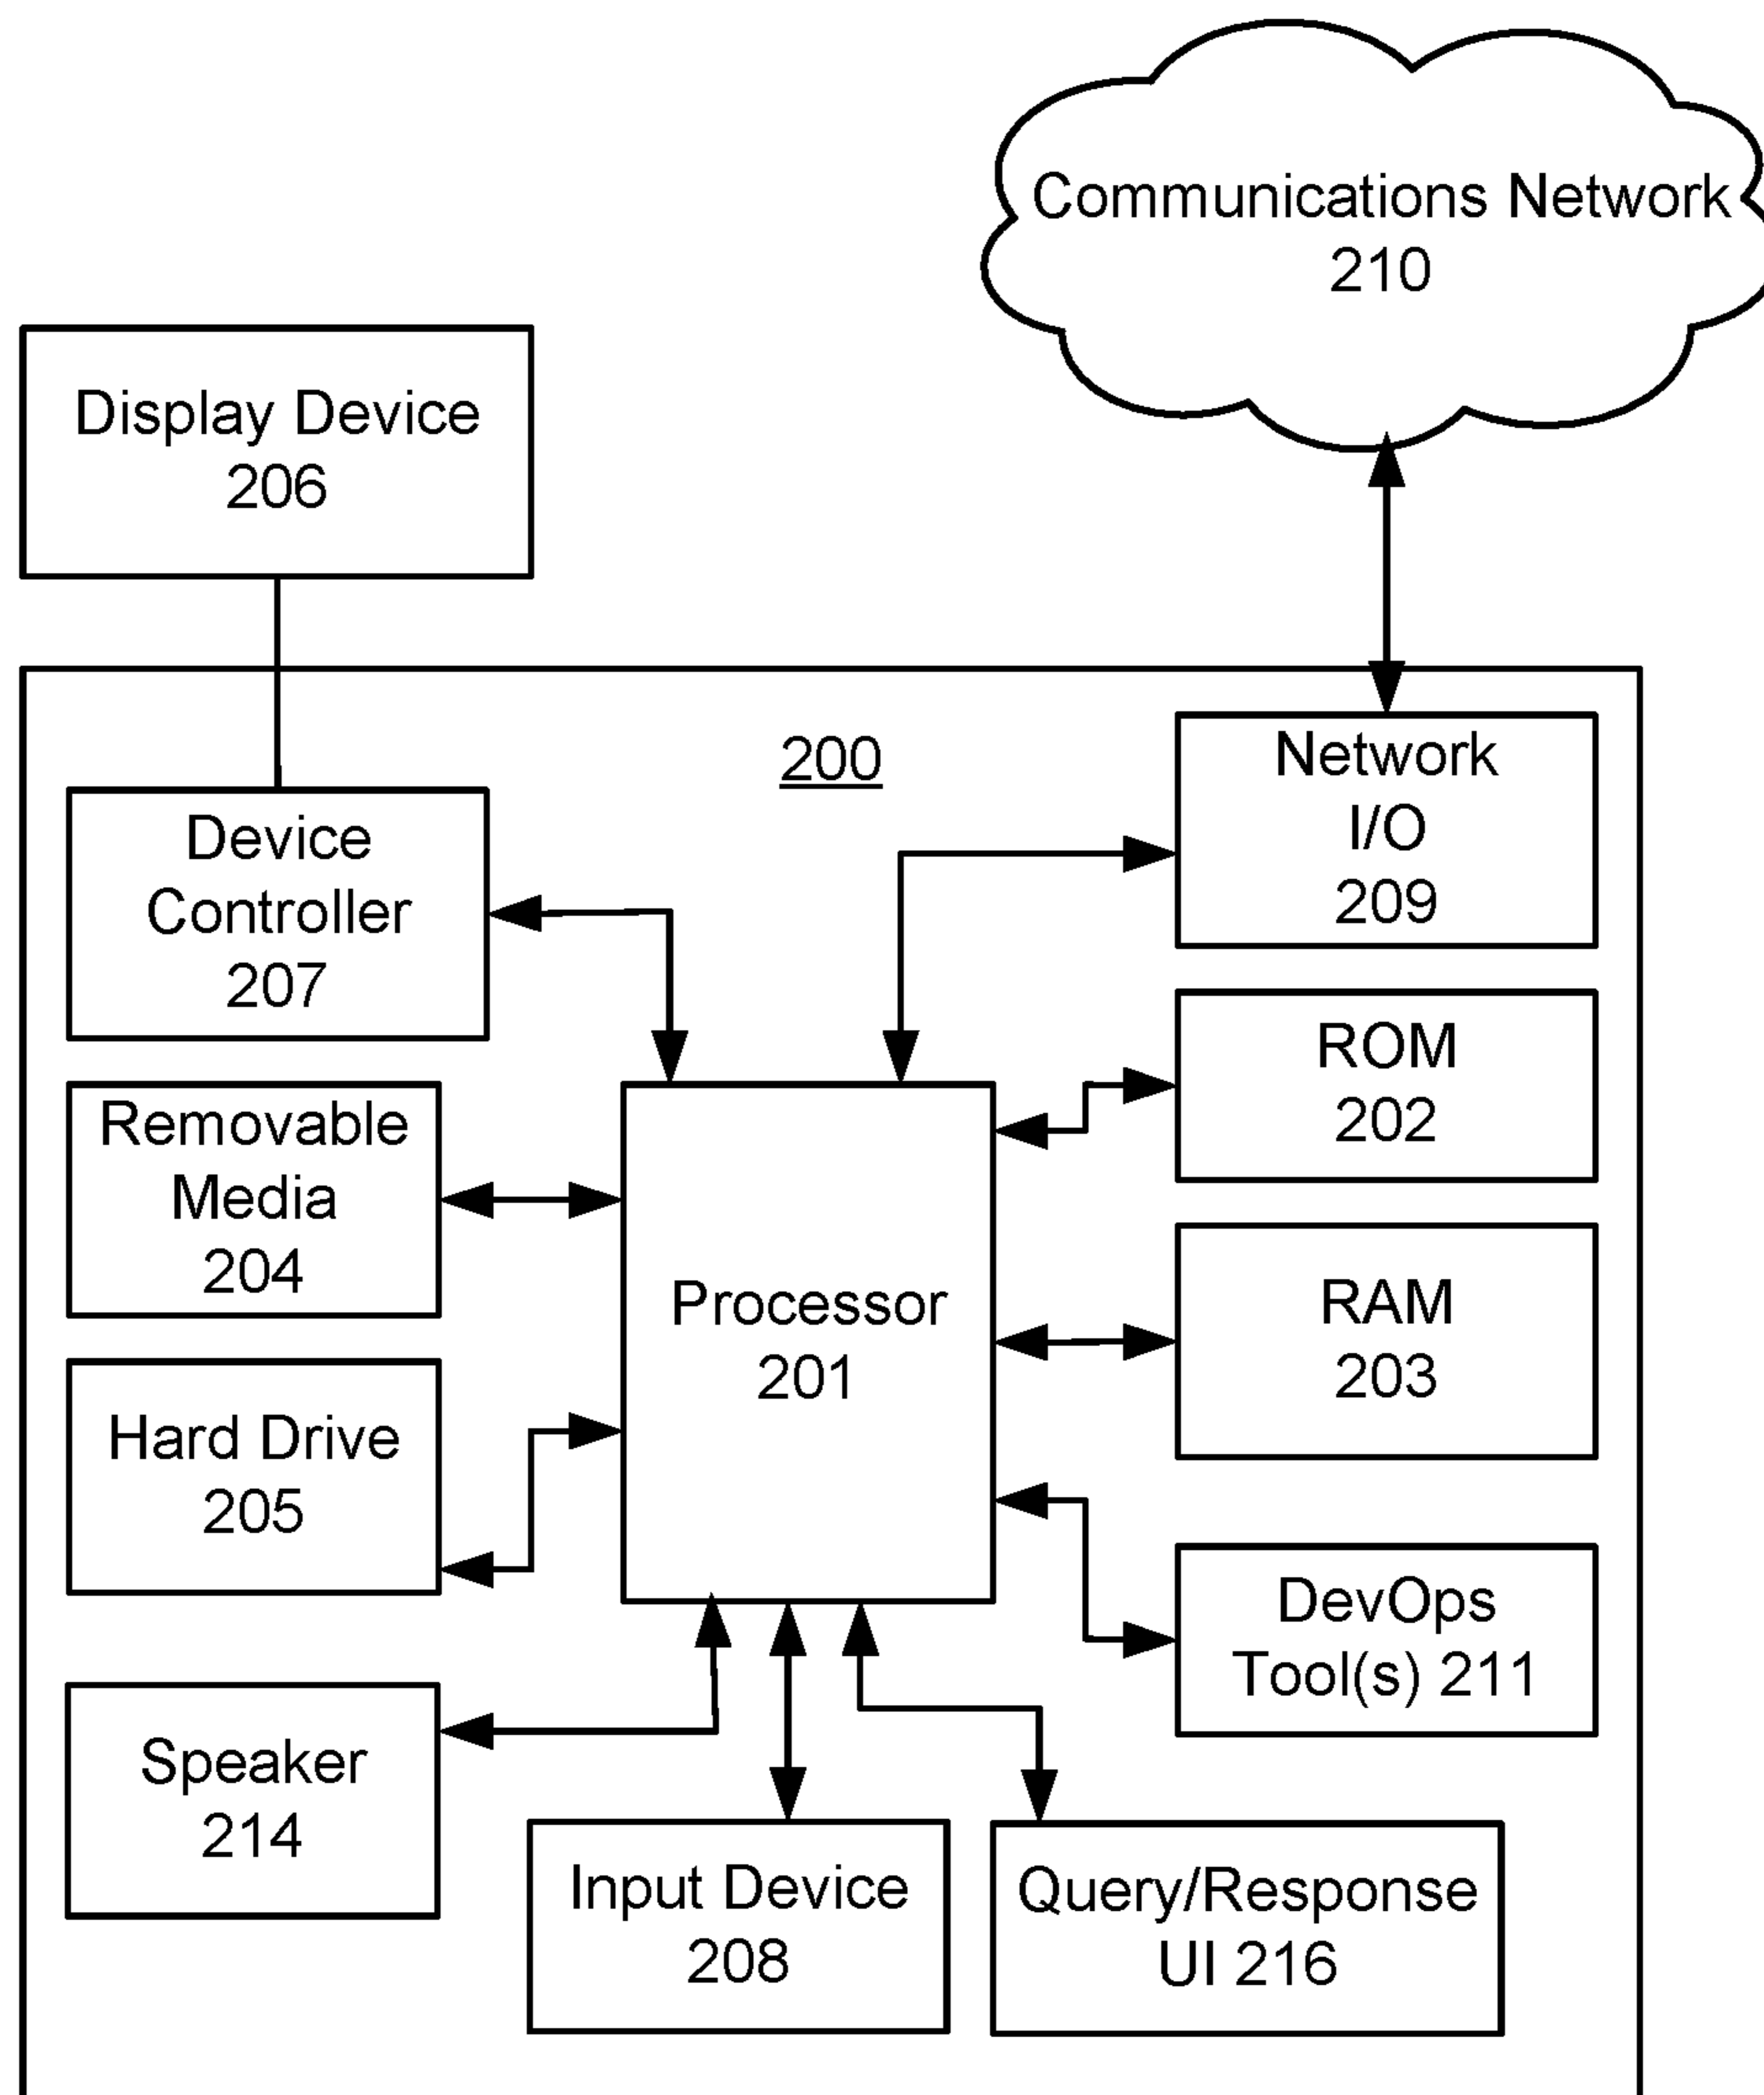 Communications Network
210
Display Device
206
200
Network
I/O
209
Device
Controller
207
ROM
202
Removable
Media
204
Processor
201
RAM
203
Hard Drive
205
DevOps
Tool(s) 211
Speaker
214
Input Device
208
Query/Response
UI 216